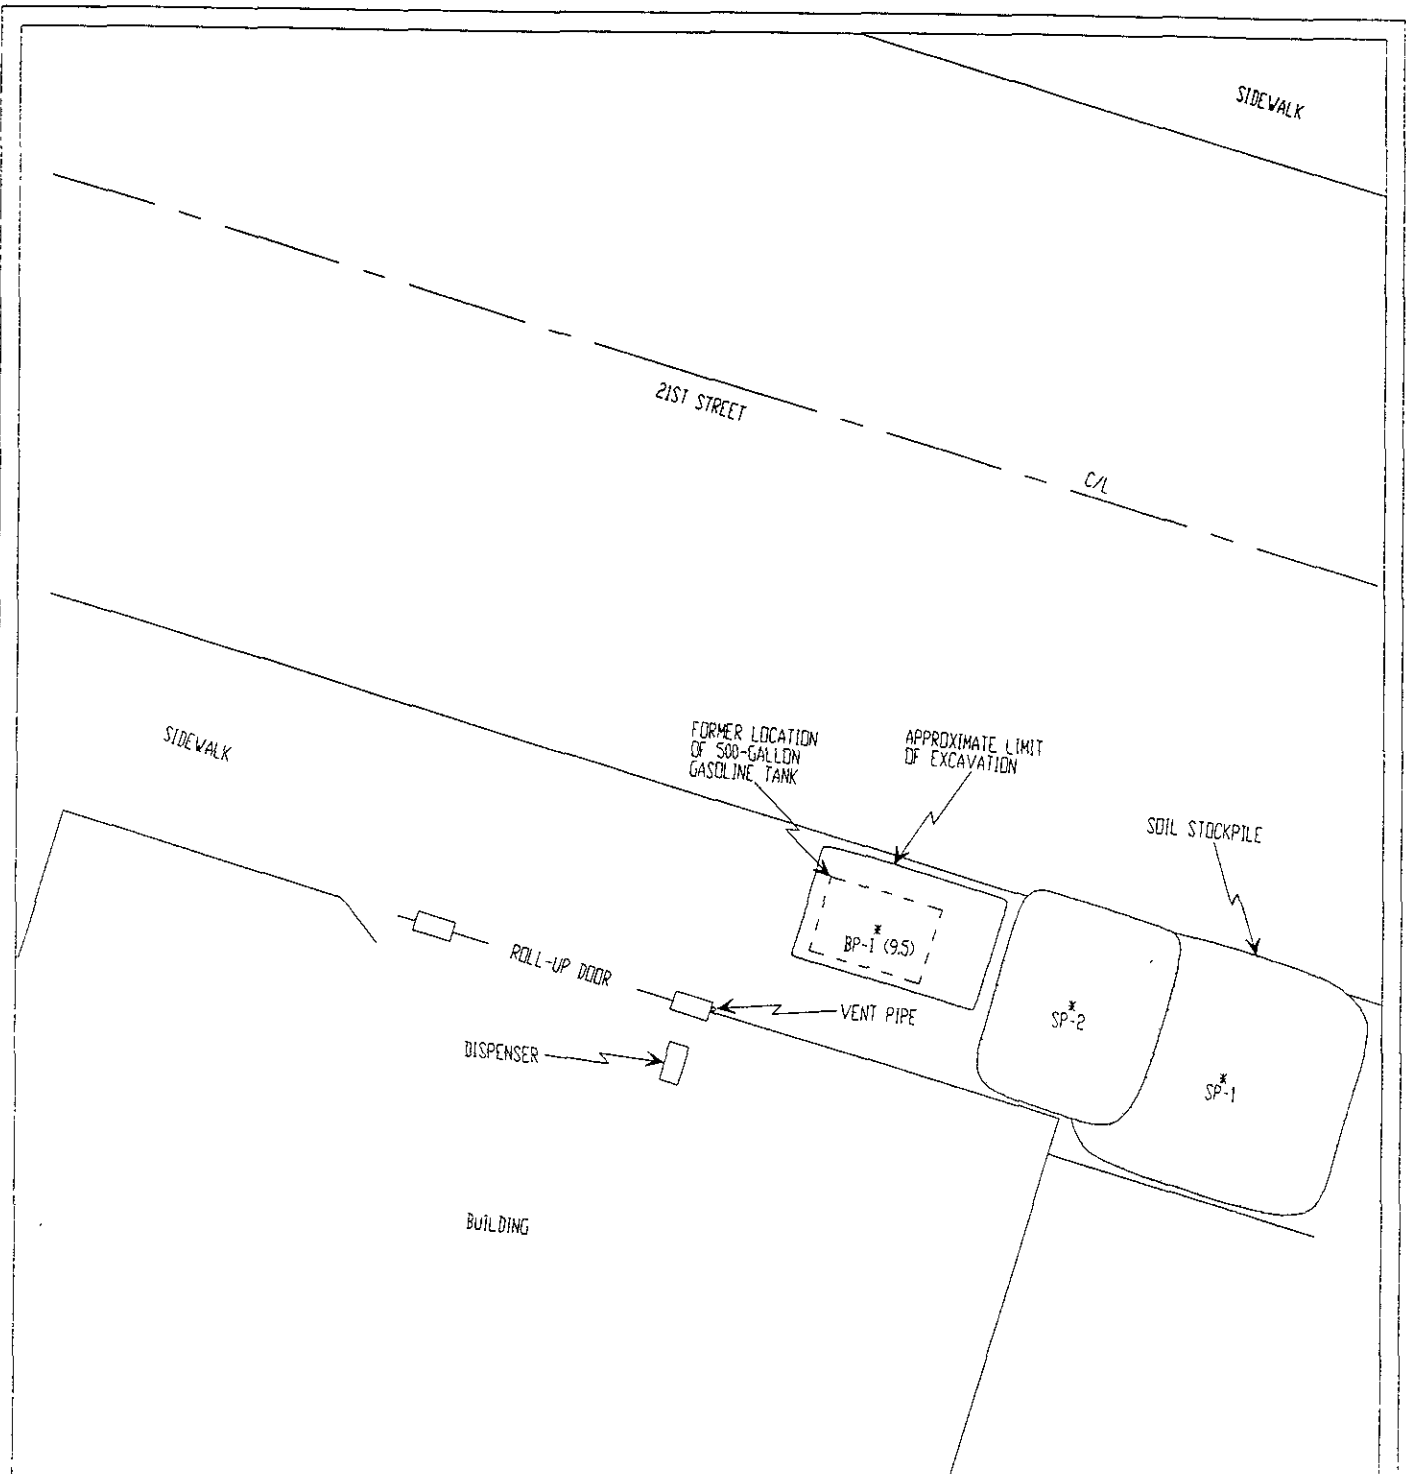 SIDEWALK
21ST STREET
C/L
SIDEWALK
FORMER LOCATION
OF 500-GALLON
GASOLINE TANK
APPROXIMATE LIMIT
OF EXCAVATION
SOIL STOCKPILE
*
BP-1 (9.5)
ROLL-UP DOOR
VENT PIPE
*
SP-2
DISPENSER
*
SP-1
BUILDING